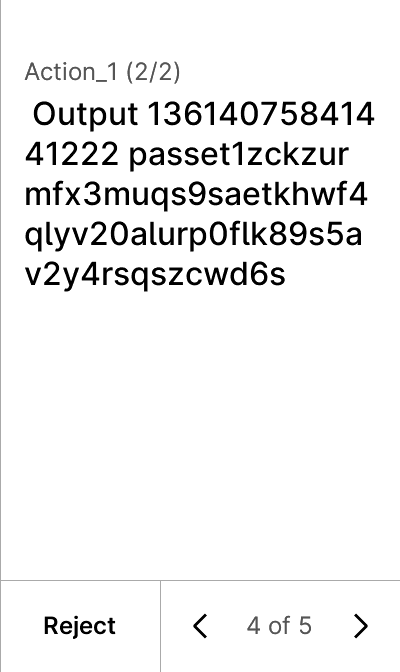 Action_1 (2/2)
Output 136140758414
41222 passet1zckzur
mfx3muqs9saetkhwf4
qlyv20alurp0flk89s5a
v2y4rsqszcwd6s
Reject
4 of 5